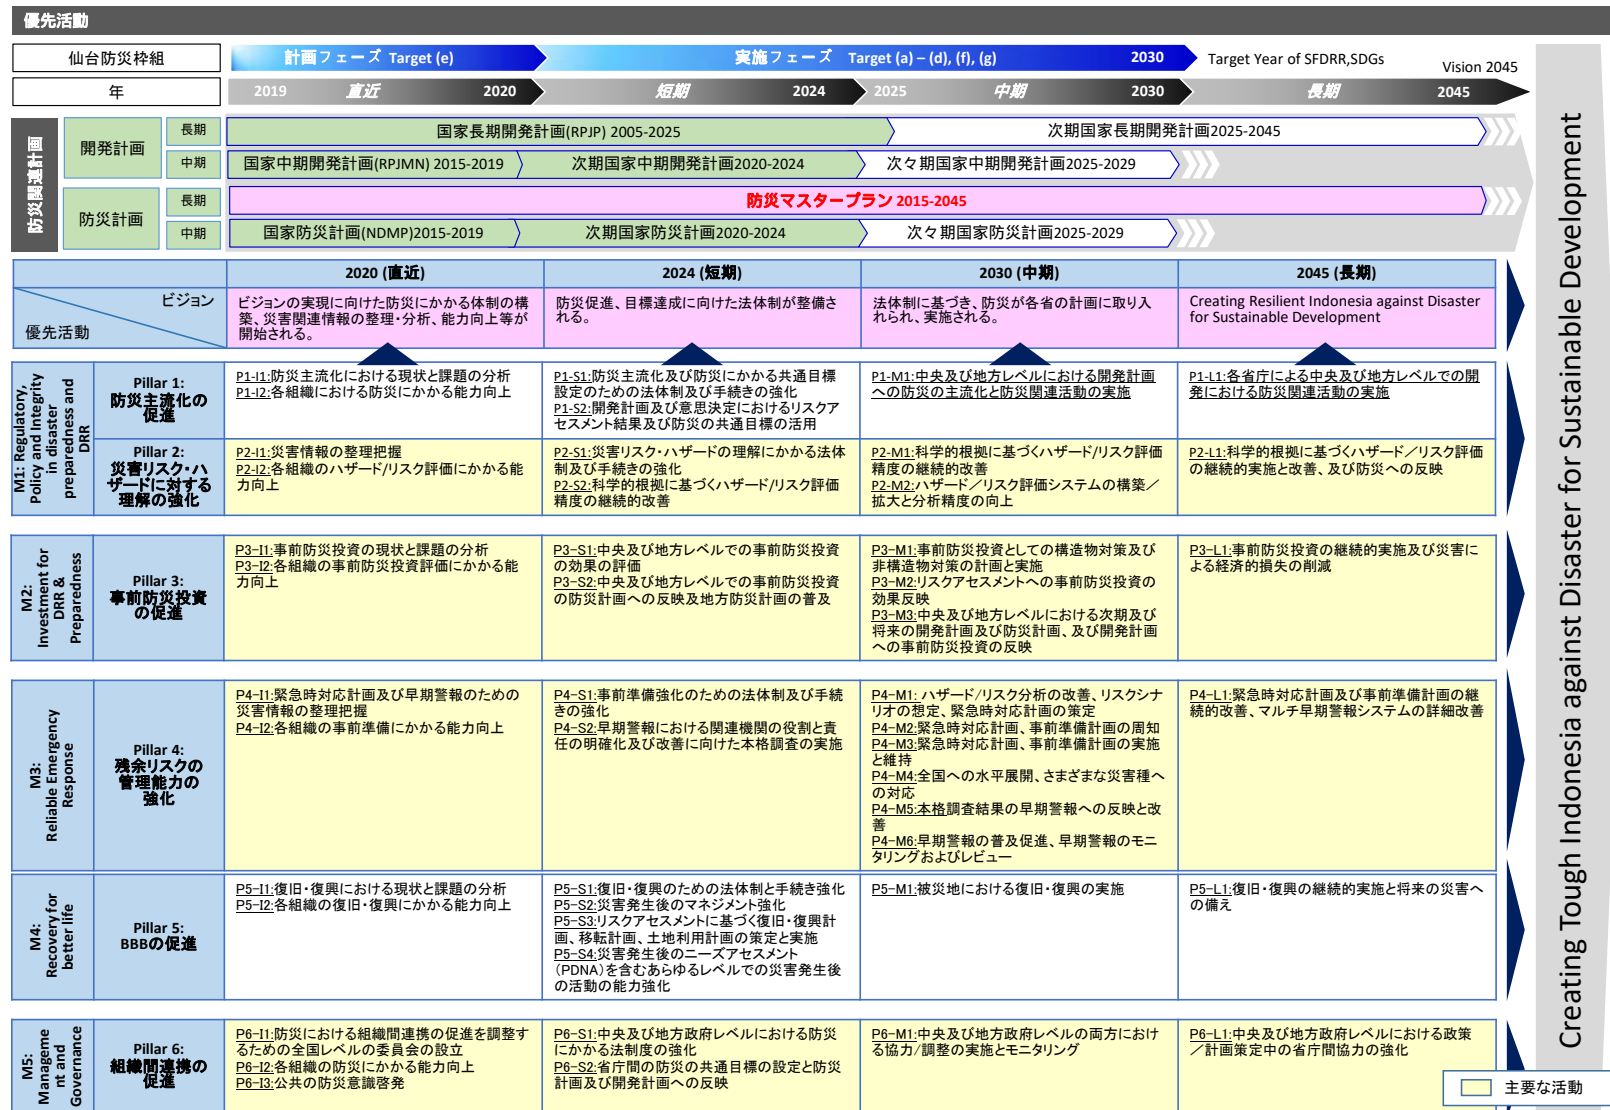 優先活動
仙台防災枠組
計画フェーズ Target (e)
実施フェーズ Target (a) – (d), (f), (g)
2030
Target Year of SFDRR,SDGs
Vision 2045
年
2019
直近
2020
短期
2024
2025
中期
2030
長期
2045
防災関連計画
開発計画
長期
国家長期開発計画(RPJP) 2005-2025
次期国家長期開発計画2025-2045
中期
国家中期開発計画(RPJMN) 2015-2019
次期国家中期開発計画2020-2024
次々期国家中期開発計画2025-2029
防災計画
長期
防災マスタープラン 2015-2045
中期
国家防災計画(NDMP)2015-2019
次期国家防災計画2020-2024
次々期国家防災計画2025-2029
2020 (直近)
2024 (短期)
2030 (中期)
2045 (長期)
ビジョン
優先活動
ビジョンの実現に向けた防災にかかる体制の構
築、災害関連情報の整理・分析、能力向上等が
開始される。
防災促進、目標達成に向けた法体制が整備さ
れる。
法体制に基づき、防災が各省の計画に取り入
れられ、実施される。
Creating Resilient Indonesia against Disaster
for Sustainable Development
M1: Regulatory,
Policy and Integrity
in disaster
preparedness and
DRR
Pillar 1:
防災主流化の
促進
P1-I1:防災主流化における現状と課題の分析
P1-I2:各組織における防災にかかる能力向上
P1-S1:防災主流化及び防災にかかる共通目標
設定のための法体制及び手続きの強化
P1-S2:開発計画及び意思決定におけるリスクア
セスメント結果及び防災の共通目標の活用
P1-M1:中央及び地方レベルにおける開発計画
への防災の主流化と防災関連活動の実施
P1-L1:各省庁による中央及び地方レベルでの開
発における防災関連活動の実施
Pillar 2:
災害リスク・ハ
ザードに対する
理解の強化
P2-I1:災害情報の整理把握
P2-I2:各組織のハザード/リスク評価にかかる能
力向上
P2-S1:災害リスク・ハザードの理解にかかる法体
制及び手続きの強化
P2-S2:科学的根拠に基づくハザード/リスク評価
精度の継続的改善
P2-M1:科学的根拠に基づくハザード/リスク評価
精度の継続的改善
P2-M2:ハザード／リスク評価システムの構築／
拡大と分析精度の向上
P2-L1:科学的根拠に基づくハザード／リスク評価
の継続的実施と改善、及び防災への反映
M2:
Investment for
DRR &
Preparedness
Pillar 3:
事前防災投資
の促進
P3-I1:事前防災投資の現状と課題の分析
P3-I2:各組織の事前防災投資評価にかかる能
力向上
P3-S1:中央及び地方レベルでの事前防災投資
の効果の評価
P3-S2:中央及び地方レベルでの事前防災投資
の防災計画への反映及地方防災計画の普及
P3-M1:事前防災投資としての構造物対策及び
非構造物対策の計画と実施
P3-M2:リスクアセスメントへの事前防災投資の
効果反映
P3-M3:中央及び地方レベルにおける次期及び
将来の開発計画及び防災計画、及び開発計画
への事前防災投資の反映
P3-L1:事前防災投資の継続的実施及び災害に
よる経済的損失の削減
M3:
Reliable Emergency
Response
Pillar 4:
残余リスクの
管理能力の
強化
P4-I1:緊急時対応計画及び早期警報のための
災害情報の整理把握
P4-I2:各組織の事前準備にかかる能力向上
P4-S1:事前準備強化のための法体制及び手続
きの強化
P4-S2:早期警報における関連機関の役割と責
任の明確化及び改善に向けた本格調査の実施
P4-M1: ハザード/リスク分析の改善、リスクシナ
リオの想定、緊急時対応計画の策定
P4-M2:緊急時対応計画、事前準備計画の周知
P4-M3:緊急時対応計画、事前準備計画の実施
と維持
P4-M4:全国への水平展開、さまざまな災害種へ
の対応
P4-M5:本格調査結果の早期警報への反映と改
善
P4-M6:早期警報の普及促進、早期警報のモニ
タリングおよびレビュー
P4-L1:緊急時対応計画及び事前準備計画の継
続的改善、マルチ早期警報システムの詳細改善
M4:
Recovery for
better life
Pillar 5:
BBBの促進
P5-I1:復旧・復興における現状と課題の分析
P5-I2:各組織の復旧・復興にかかる能力向上
P5-S1:復旧・復興のための法体制と手続き強化
P5-S2:災害発生後のマネジメント強化
P5-S3:リスクアセスメントに基づく復旧・復興計
画、移転計画、土地利用計画の策定と実施
P5-S4:災害発生後のニーズアセスメント
(PDNA)を含むあらゆるレベルでの災害発生後
の活動の能力強化
P5-M1:被災地における復旧・復興の実施
P5-L1:復旧・復興の継続的実施と将来の災害へ
の備え
M5:
Manageme
nt and
Governance
Pillar 6:
組織間連携の
促進
P6-I1:防災における組織間連携の促進を調整す
るための全国レベルの委員会の設立
P6-I2:各組織の防災にかかる能力向上
P6-I3:公共の防災意識啓発
P6-S1:中央及び地方政府レベルにおける防災
にかかる法制度の強化
P6-S2:省庁間の防災の共通目標の設定と防災
計画及び開発計画への反映
P6-M1:中央及び地方政府レベルの両方におけ
る協力/調整の実施とモニタリング
P6-L1:中央及び地方政府レベルにおける政策
／計画策定中の省庁間協力の強化
主要な活動
Creating Tough Indonesia against Disaster for Sustainable Development